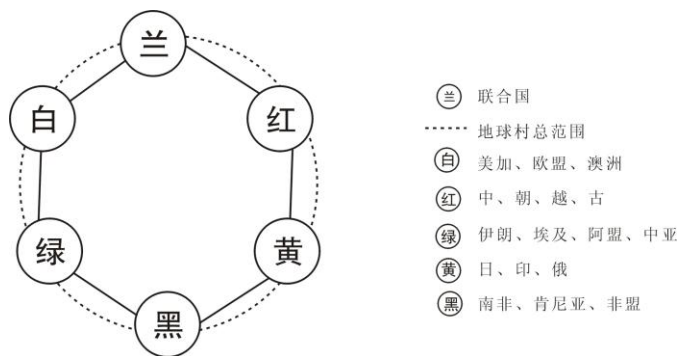 兰
白
红
绿
黄
黑
兰 联合国
地球村总范围
白 美加、欧盟、澳洲
红 中、朝、越、古
绿 伊朗、埃及、阿盟、中亚
黄 日、印、俄
黑 南非、肯尼亚、非盟